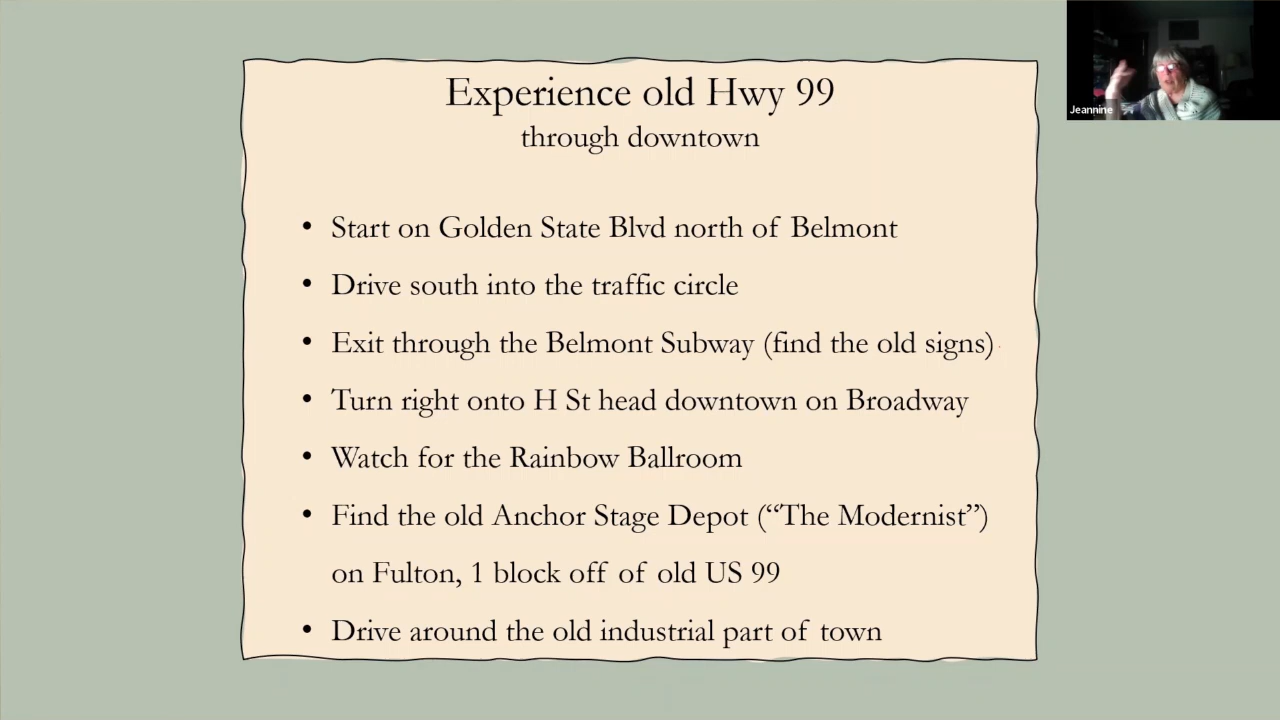 Experience old Hwy 99
through downtown
• Start on Golden State Blvd north of Belmont
• Drive south into the traffic circle
• Exit through the Belmont Subway (find the old signs)
• Turn right onto H St head downtown on Broadway
• Watch for the Rainbow Ballroom
• Find the old Anchor Stage Depot (“The Modernist”)
on Fulton, 1 block off of old US 99
• Drive around the old industrial part of town
Jeannine